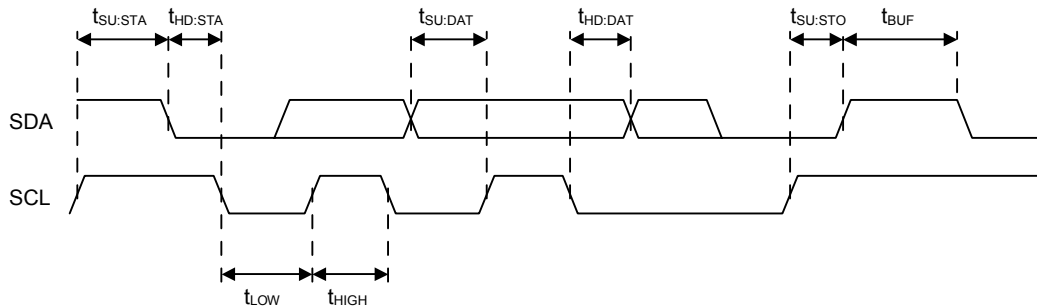 tSU:STA tHD:STA tSU:DAT tHD:DAT tSU:STO tBUF
SDA
SCL
tLOW tHIGH